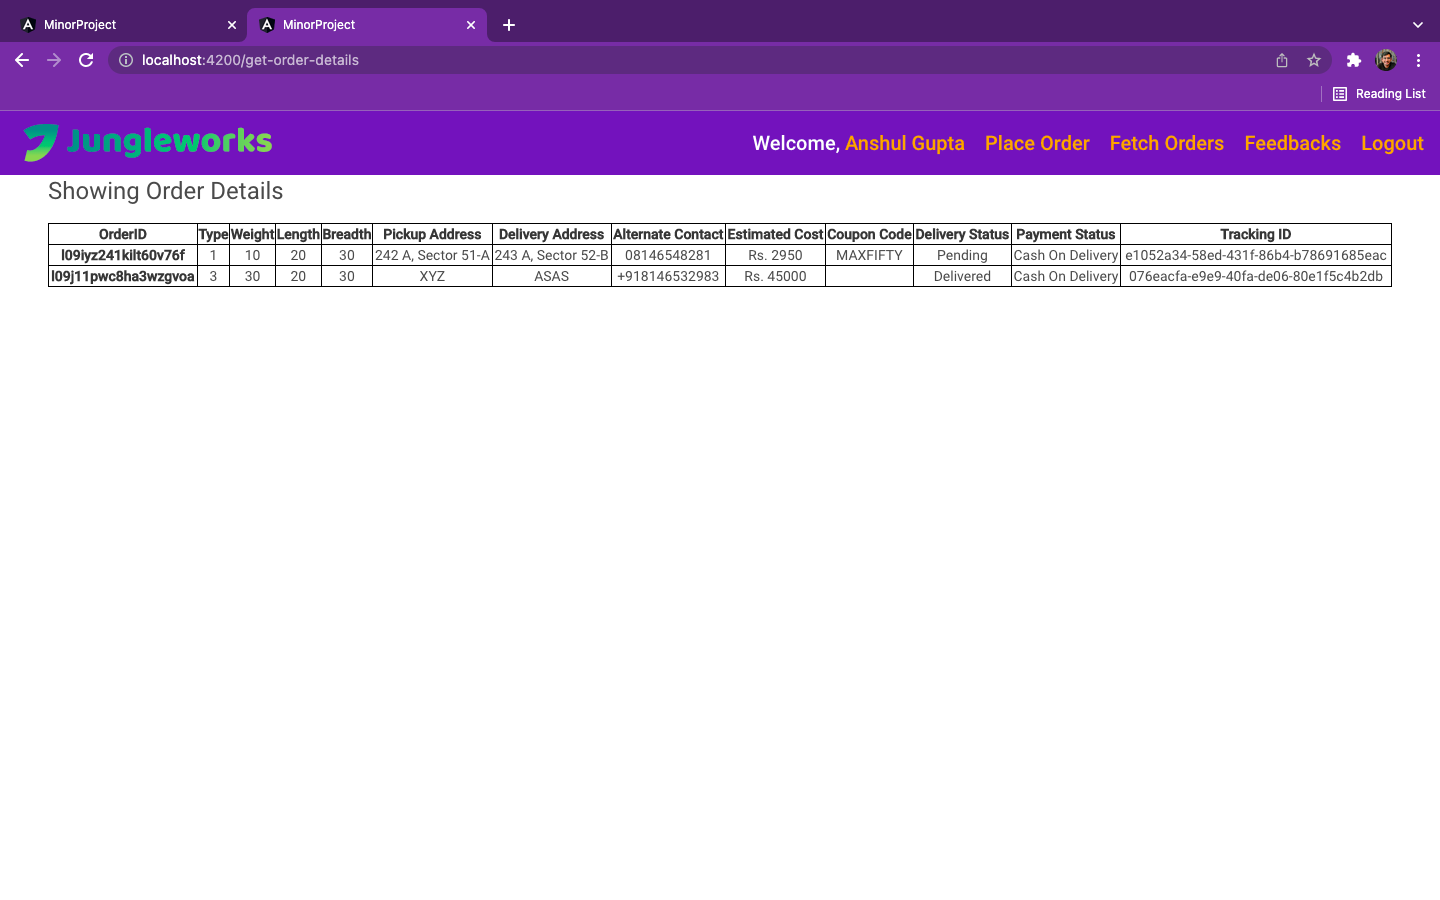 MinorProject
MinorProject
localhost:4200/get-order-details
Reading List
Jungleworks
Welcome, Anshul Gupta Place Order Fetch Orders Feedbacks Logout
Showing Order Details
OrderID Type Weight Length Breadth Pickup Address Delivery Address Alternate Contact Estimated Cost Coupon Code Delivery Status Payment Status Tracking ID
l09iyz241kilt60v76f 1 10 20 30 242 A, Sector 51-A 243 A, Sector 52-B 08146548281 Rs. 2950 MAXFIFTY Pending Cash On Delivery e1052a34-58ed-431f-86b4-b78691685eac
l09j11pwc8ha3wzgvoa 3 30 20 30 XYZ ASAS +918146532983 Rs. 45000 Delivered Cash On Delivery 076eacfa-e9e9-40fa-de06-80e1f5c4b2db